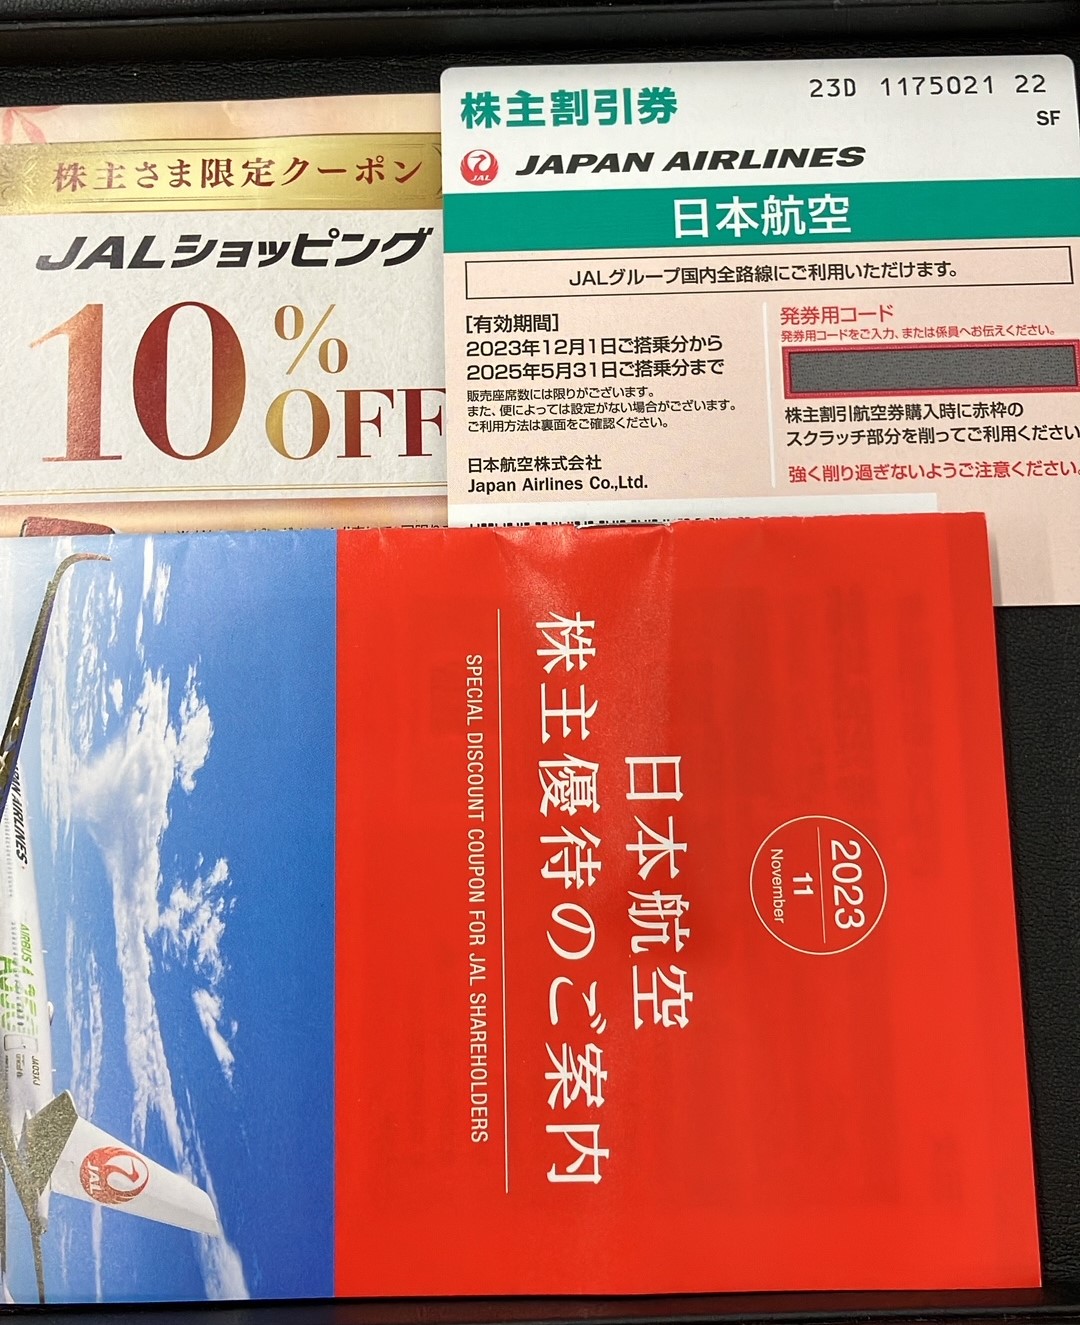 株主さま限定クーポン
JALショッピング
10%
OFF
株主割引券
23D 1175021 22
SF
JAL
JAPAN AIRLINES
日本航空
JALグループ国内全路線にご利用いただけます。
[有効期間]
2023年12月1日ご搭乗分から
2025年5月31日ご搭乗分まで
販売座席数には限りがございます。
また、便によっては設定がない場合がございます。
ご利用方法は裏面をご確認ください。
日本航空株式会社
Japan Airlines Co.,Ltd.
発券用コード
発券用コードをご入力、または係員へお伝えください。
株主割引航空券購入時に赤枠の
スクラッチ部分を削ってご利用ください
強く削り過ぎないようご注意ください。
2023
11
November
日本航空
株主優待のご案内
SPECIAL DISCOUNT COUPON FOR JAL SHAREHOLDERS
AIRLINES
AIRBUS A350
JA03XJ
JAL